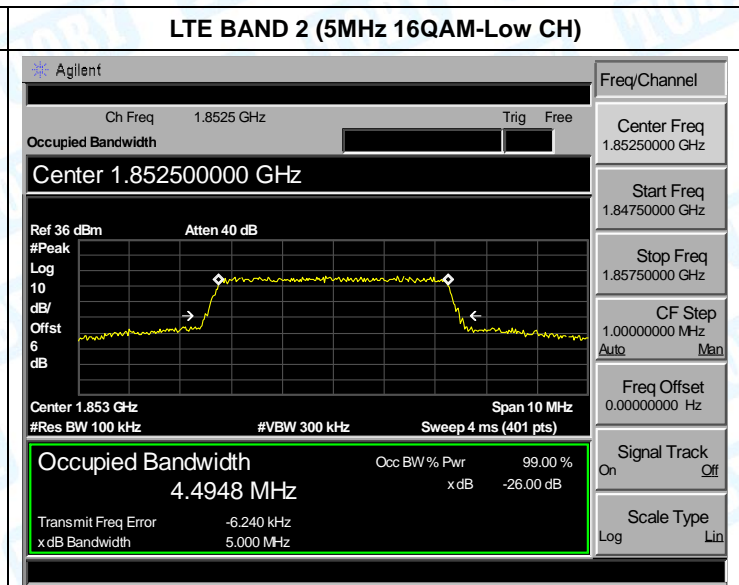 LTE BAND 2 (5MHz 16QAM-Low CH)
Agilent
Freq/Channel
Ch Freq 1.8525 GHz Trig Free
Occupied Bandwidth
Center 1.852500000 GHz
Center Freq
1.85250000 GHz
Start Freq
1.84750000 GHz
Stop Freq
1.85750000 GHz
CF Step
1.00000000 MHz
Auto Man
Freq Offset
0.00000000 Hz
Signal Track
On Off
Scale Type
Log Lin
Ref 36 dBm Atten 40 dB
#Peak
Log
10
dB/
Offst
6
dB
Center 1.853 GHz Span 10 MHz
#Res BW 100 kHz #VBW 300 kHz Sweep 4 ms (401 pts)
Occupied Bandwidth
4.4948 MHz
Occ BW % Pwr 99.00 %
x dB -26.00 dB
Transmit Freq Error -6.240 kHz
x dB Bandwidth 5.000 MHz